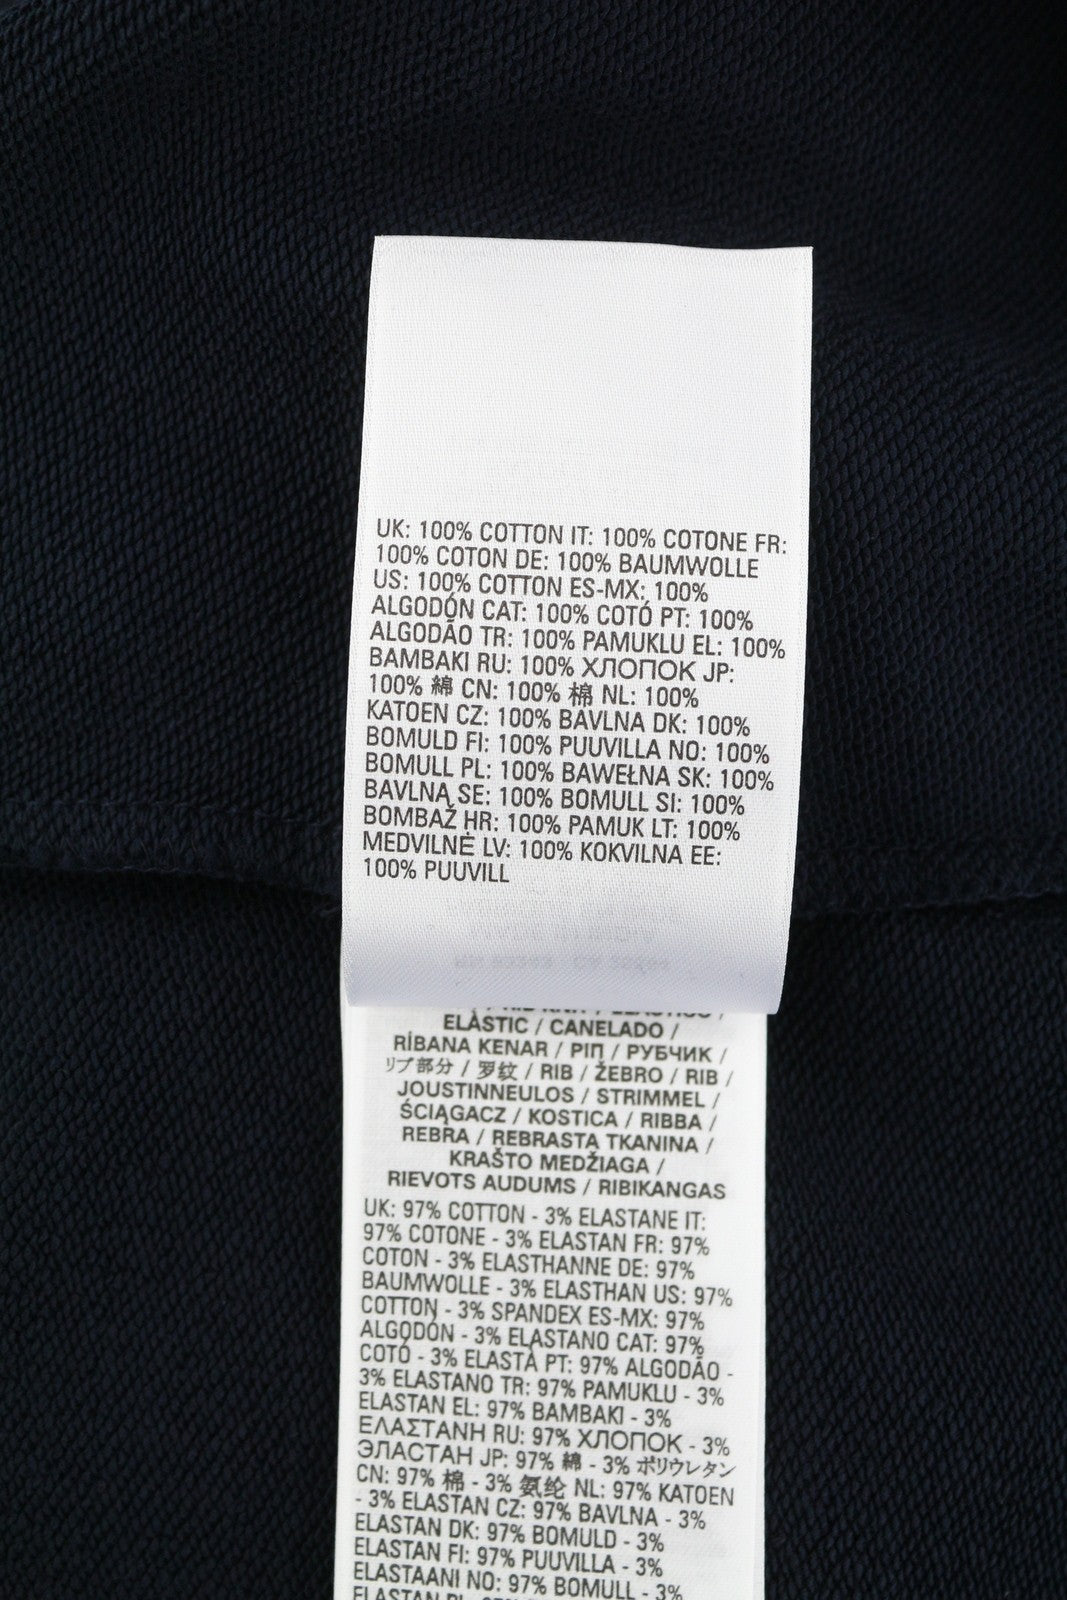 UK: 100% COTTON IT: 100% COTONE FR:
100% COTON DE: 100% BAUMWOLLE
US: 100% COTTON ES-MX: 100%
ALGODÓN CAT: 100% COTÓ PT: 100%
ALGODÃO TR: 100% PAMUKLU EL: 100%
BAMBAKI RU: 100% ХЛОПОК JP:
100% 綿 CN: 100% 棉 NL: 100%
KATOEN CZ: 100% BAVLNA DK: 100%
BOMULD FI: 100% PUUVILLA NO: 100%
BOMULL PL: 100% BAWEŁNA SK: 100%
BAVLNA SE: 100% BOMULL SI: 100%
BOMBAŽ HR: 100% PAMUK LT: 100%
MEDVILNĖ LV: 100% KOKVILNA EE:
100% PUUVILL
ELÀSTIC / CANELADO /
RİBANA KENAR / ΡΙΠ / РУБЧИК /
リブ部分 / 罗纹 / RIB / ŽEBRO / RIB /
JOUSTINNEULOS / STRIMMEL /
ŚCIĄGACZ / KOSTICA / RIBBA /
REBRA / REBRASTA TKANINA /
KRAŠTO MEDŽIAGA /
RIEVOTS AUDUMS / RIBIKANGAS
UK: 97% COTTON - 3% ELASTANE IT:
97% COTONE - 3% ELASTAN FR: 97%
COTON - 3% ELASTHANNE DE: 97%
BAUMWOLLE - 3% ELASTHAN US: 97%
COTTON - 3% SPANDEX ES-MX: 97%
ALGODÓN - 3% ELASTANO CAT: 97%
COTÓ - 3% ELASTÀ PT: 97% ALGODÃO -
3% ELASTANO TR: 97% PAMUKLU - 3%
ELASTAN EL: 97% BAMBAKI - 3%
ΕΛΑΣΤΑΝΗ RU: 97% ХЛОПОК - 3%
ЭЛАСТАН JP: 97% 綿 - 3% ポリウレタン
CN: 97% 棉 - 3% 氨纶 NL: 97% KATOEN
- 3% ELASTAN CZ: 97% BAVLNA - 3%
ELASTAN DK: 97% BOMULD - 3%
ELASTAN FI: 97% PUUVILLA - 3%
ELASTAANI NO: 97% BOMULL - 3%